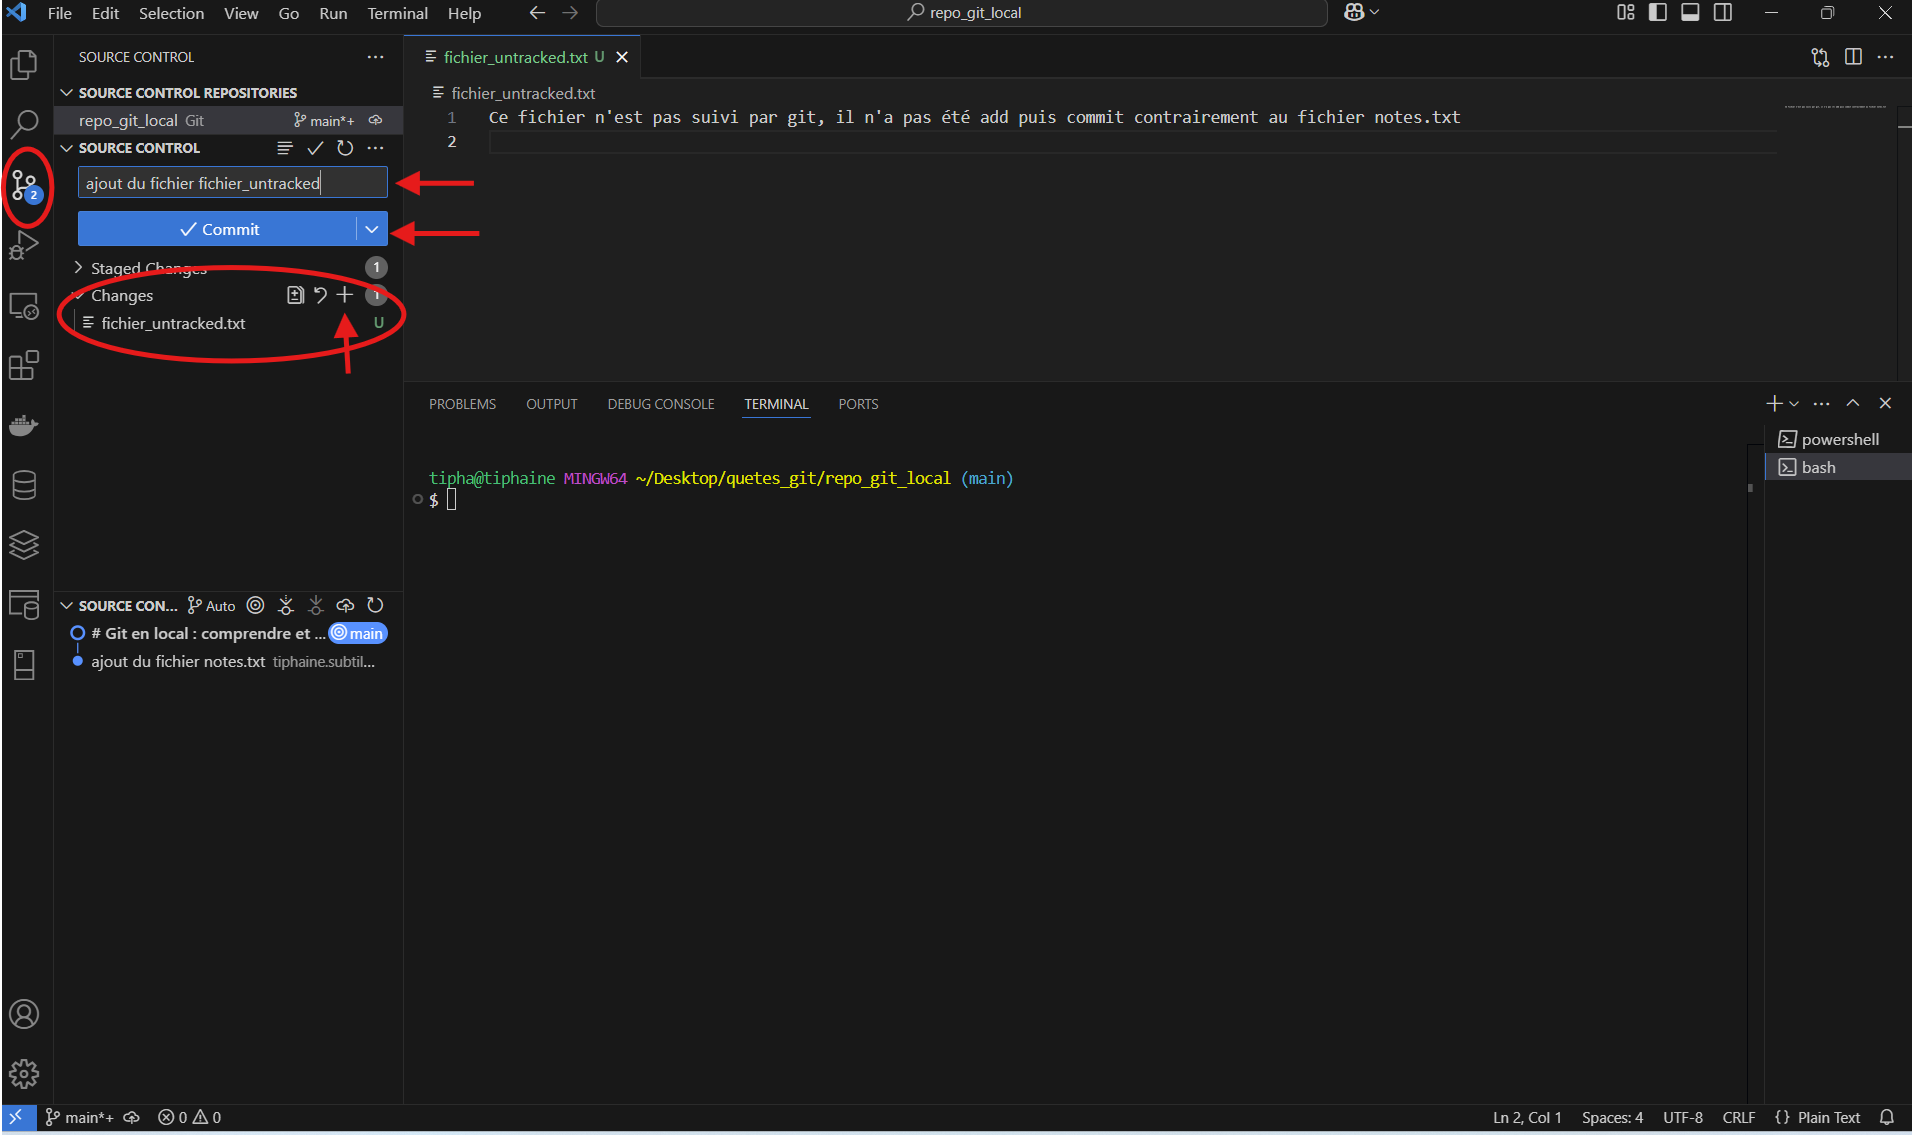 File Edit Selection View Go Run Terminal Help
repo_git_local
SOURCE CONTROL
SOURCE CONTROL REPOSITORIES
repo_git_local Git main*+
SOURCE CONTROL
ajout du fichier fichier_untracked
2
Commit
Staged Changes 1
Changes 1
fichier_untracked.txt U
fichier_untracked.txt U
fichier_untracked.txt
1 Ce fichier n'est pas suivi par git, il n'a pas été add puis commit contrairement au fichier notes.txt
2
PROBLEMS OUTPUT DEBUG CONSOLE TERMINAL PORTS
powershell
bash
tipha@tiphaine MINGW64 ~/Desktop/quetes_git/repo_git_local (main)
$
SOURCE CON... Auto
# Git en local : comprendre et ... main
ajout du fichier notes.txt tiphaine.subtil...
main*+ 0 0
Ln 2, Col 1 Spaces: 4 UTF-8 CRLF {} Plain Text